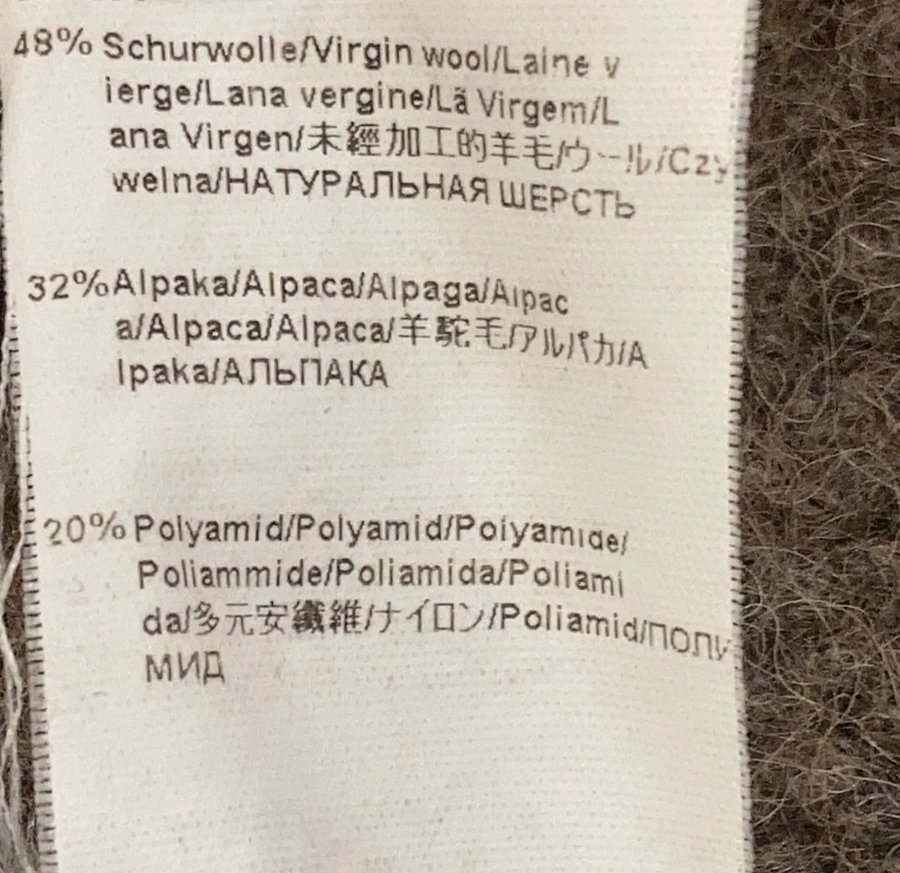 48% Schurwolle/Virgin wool/Laine v
ierge/Lana vergine/Lã Virgem/L
ana Virgen/未經加工的羊毛/ウール/Czy
welna/НАТУРАЛЬНАЯ ШЕРСТЬ
32% Alpaka/Alpaca/Alpaga/Alpac
a/Alpaca/Alpaca/羊駝毛/アルパカ/A
lpaka/АЛЬПАКА
20% Polyamid/Polyamid/Polyamide/
Poliammide/Poliamida/Poliami
da/多元安纖維/ナイロン/Poliamid/ПОЛИ
МИД